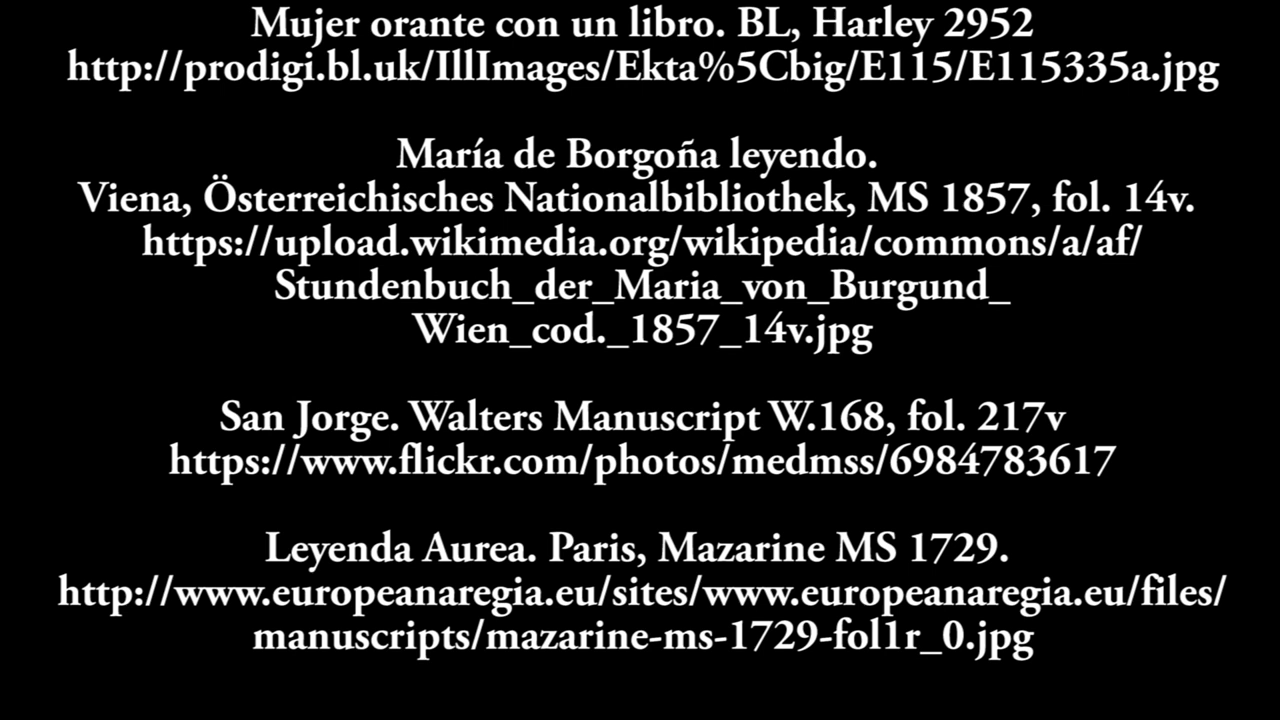 Mujer orante con un libro. BL, Harley 2952
http://prodigi.bl.uk/IllImages/Ekta%5Cbig/E115/E115335a.jpg
María de Borgoña leyendo.
Viena, Österreichisches Nationalbibliothek, MS 1857, fol. 14v.
https://upload.wikimedia.org/wikipedia/commons/a/af/
Stundenbuch_der_Maria_von_Burgund_
Wien_cod._1857_14v.jpg
San Jorge. Walters Manuscript W.168, fol. 217v
https://www.flickr.com/photos/medmss/6984783617
Leyenda Aurea. Paris, Mazarine MS 1729.
http://www.europeanaregia.eu/sites/www.europeanaregia.eu/files/
manuscripts/mazarine-ms-1729-fol1r_0.jpg